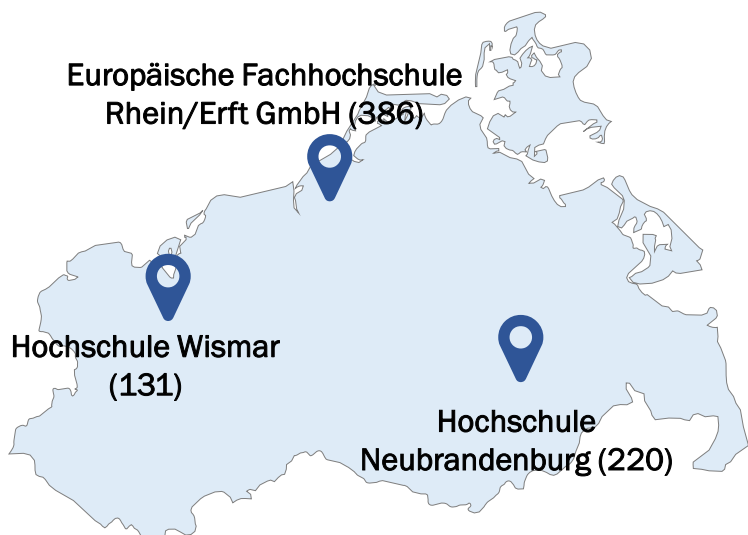 Europäische Fachhochschule
Rhein/Erft GmbH (386)
Hochschule Wismar
(131)
Hochschule
Neubrandenburg (220)